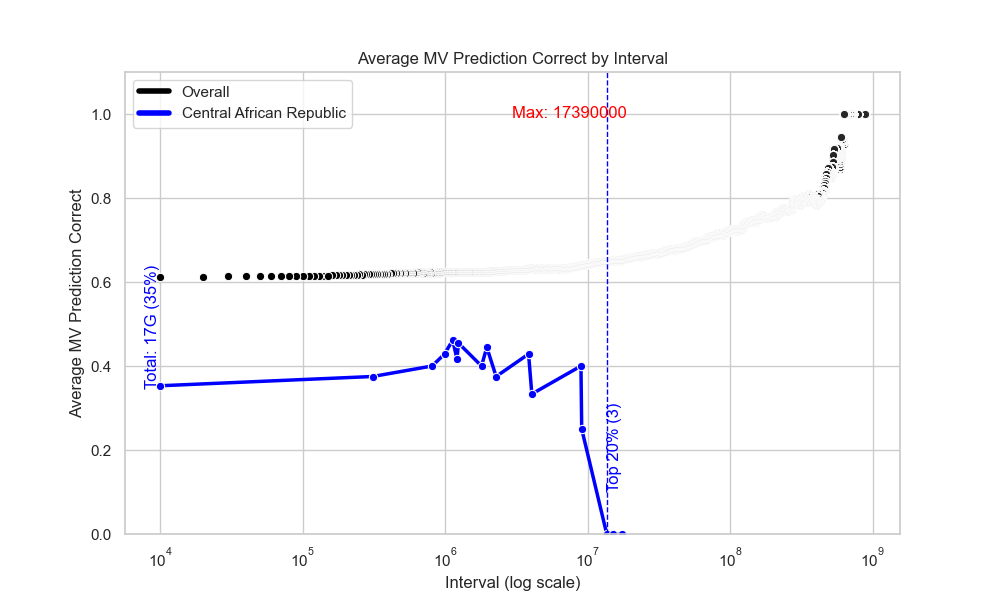 Average MV Prediction Correct by Interval
Overall
Central African Republic
Max: 17390000
Average MV Prediction Correct
1.0
0.8
0.6
0.4
0.2
0.0
Total: 17G (35%)
Top 20% (3)
10^4 10^5 10^6 10^7 10^8 10^9
Interval (log scale)